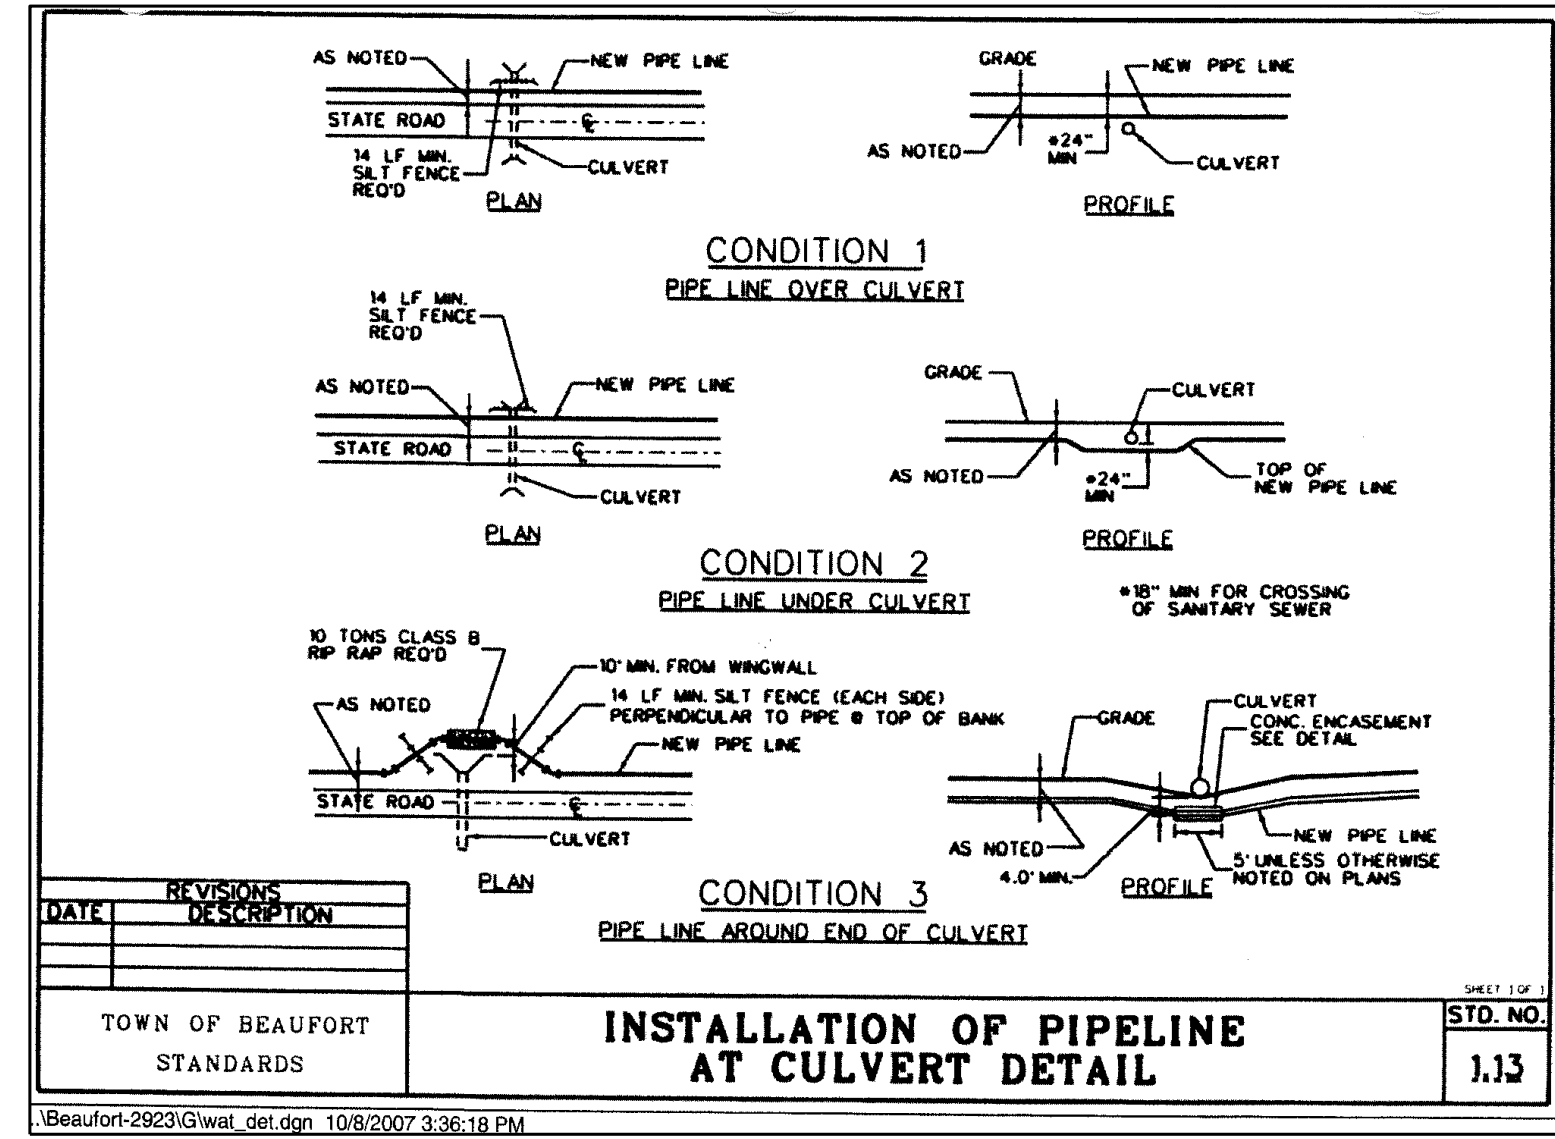 AS NOTED
NEW PIPE LINE
STATE ROAD
℄
14 LF MIN.
SILT FENCE
REQ'D
CULVERT
PLAN
GRADE
NEW PIPE LINE
AS NOTED
*24"
MIN
CULVERT
PROFILE
CONDITION 1
PIPE LINE OVER CULVERT
14 LF MIN.
SILT FENCE
REQ'D
AS NOTED
NEW PIPE LINE
STATE ROAD
℄
CULVERT
PLAN
GRADE
CULVERT
AS NOTED
*24"
MIN
TOP OF
NEW PIPE LINE
PROFILE
CONDITION 2
PIPE LINE UNDER CULVERT
*18" MIN FOR CROSSING
OF SANITARY SEWER
10 TONS CLASS B
RIP RAP REQ'D
10' MIN. FROM WINGWALL
AS NOTED
14 LF MIN. SILT FENCE (EACH SIDE)
PERPENDICULAR TO PIPE @ TOP OF BANK
NEW PIPE LINE
STATE ROAD
℄
CULVERT
PLAN
CULVERT
GRADE
CONC. ENCASEMENT
SEE DETAIL
AS NOTED
NEW PIPE LINE
4.0' MIN.
5' UNLESS OTHERWISE
NOTED ON PLANS
PROFILE
CONDITION 3
PIPE LINE AROUND END OF CULVERT
REVISIONS
DATE DESCRIPTION
TOWN OF BEAUFORT
STANDARDS
INSTALLATION OF PIPELINE
AT CULVERT DETAIL
SHEET 1 OF 1
STD. NO.
1.13
..\Beaufort-2923\G\wat_det.dgn 10/8/2007 3:36:18 PM